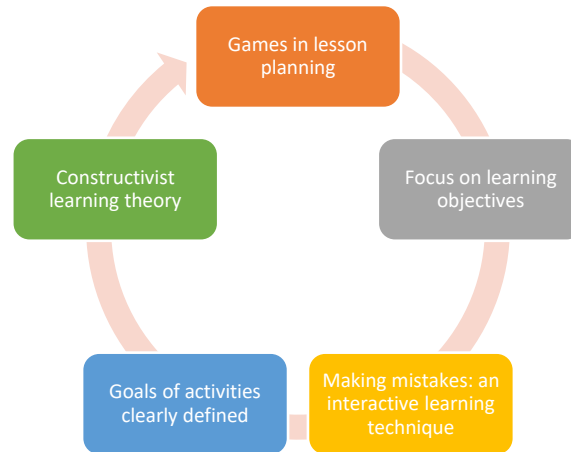 Games in lesson
planning
Focus on learning
objectives
Making mistakes: an
interactive learning
technique
Goals of activities
clearly defined
Constructivist
learning theory